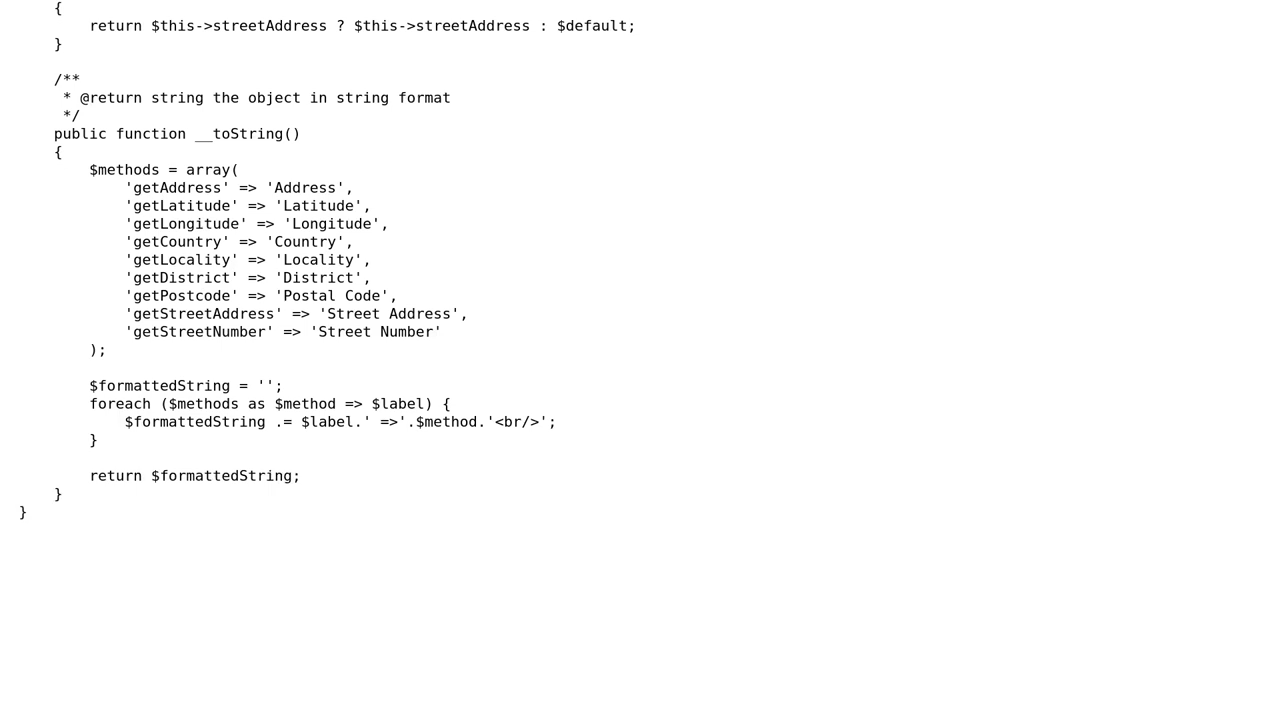 {
        return $this->streetAddress ? $this->streetAddress : $default;
    }

    /**
     * @return string the object in string format
     */
    public function __toString()
    {
        $methods = array(
            'getAddress' => 'Address',
            'getLatitude' => 'Latitude',
            'getLongitude' => 'Longitude',
            'getCountry' => 'Country',
            'getLocality' => 'Locality',
            'getDistrict' => 'District',
            'getPostcode' => 'Postal Code',
            'getStreetAddress' => 'Street Address',
            'getStreetNumber' => 'Street Number'
        );

        $formattedString = '';
        foreach ($methods as $method => $label) {
            $formattedString .= $label.' =>'.$method.'<br/>';
        }

        return $formattedString;
    }
}